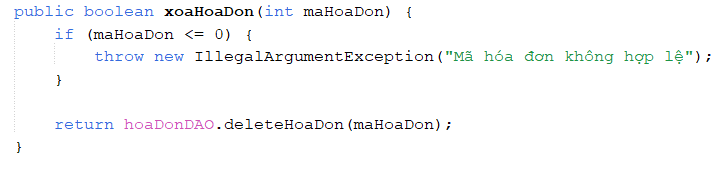 public boolean xoaHoaDon(int maHoaDon) {
    if (maHoaDon <= 0) {
        throw new IllegalArgumentException("Mã hóa đơn không hợp lệ");
    }

    return hoaDonDAO.deleteHoaDon(maHoaDon);
}